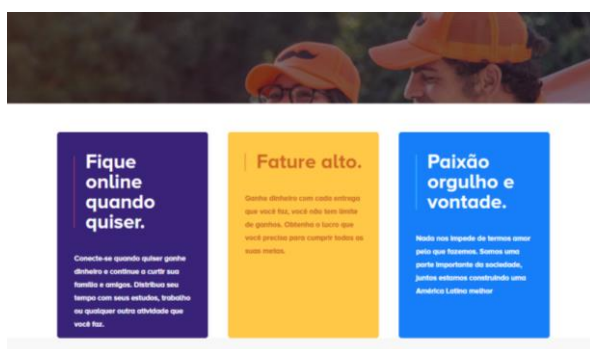 Fique
online
quando
quiser.
Conecte-se quando quiser ganhe
dinheiro e continue a curtir sua
família e amigos. Distribua seu
tempo com seus estudos, trabalho
ou qualquer outra atividade que
você faz.
Fature alto.
Ganhe dinheiro com cada entrega
que você faz, você não tem limite
de ganhos. Obtenha o lucro que
você precisa para cumprir todas as
suas metas.
Paixão
orgulho e
vontade.
Nada nos impede de termos amor
pelo que fazemos. Somos uma
parte importante da sociedade,
juntos estamos construindo uma
América Latina melhor